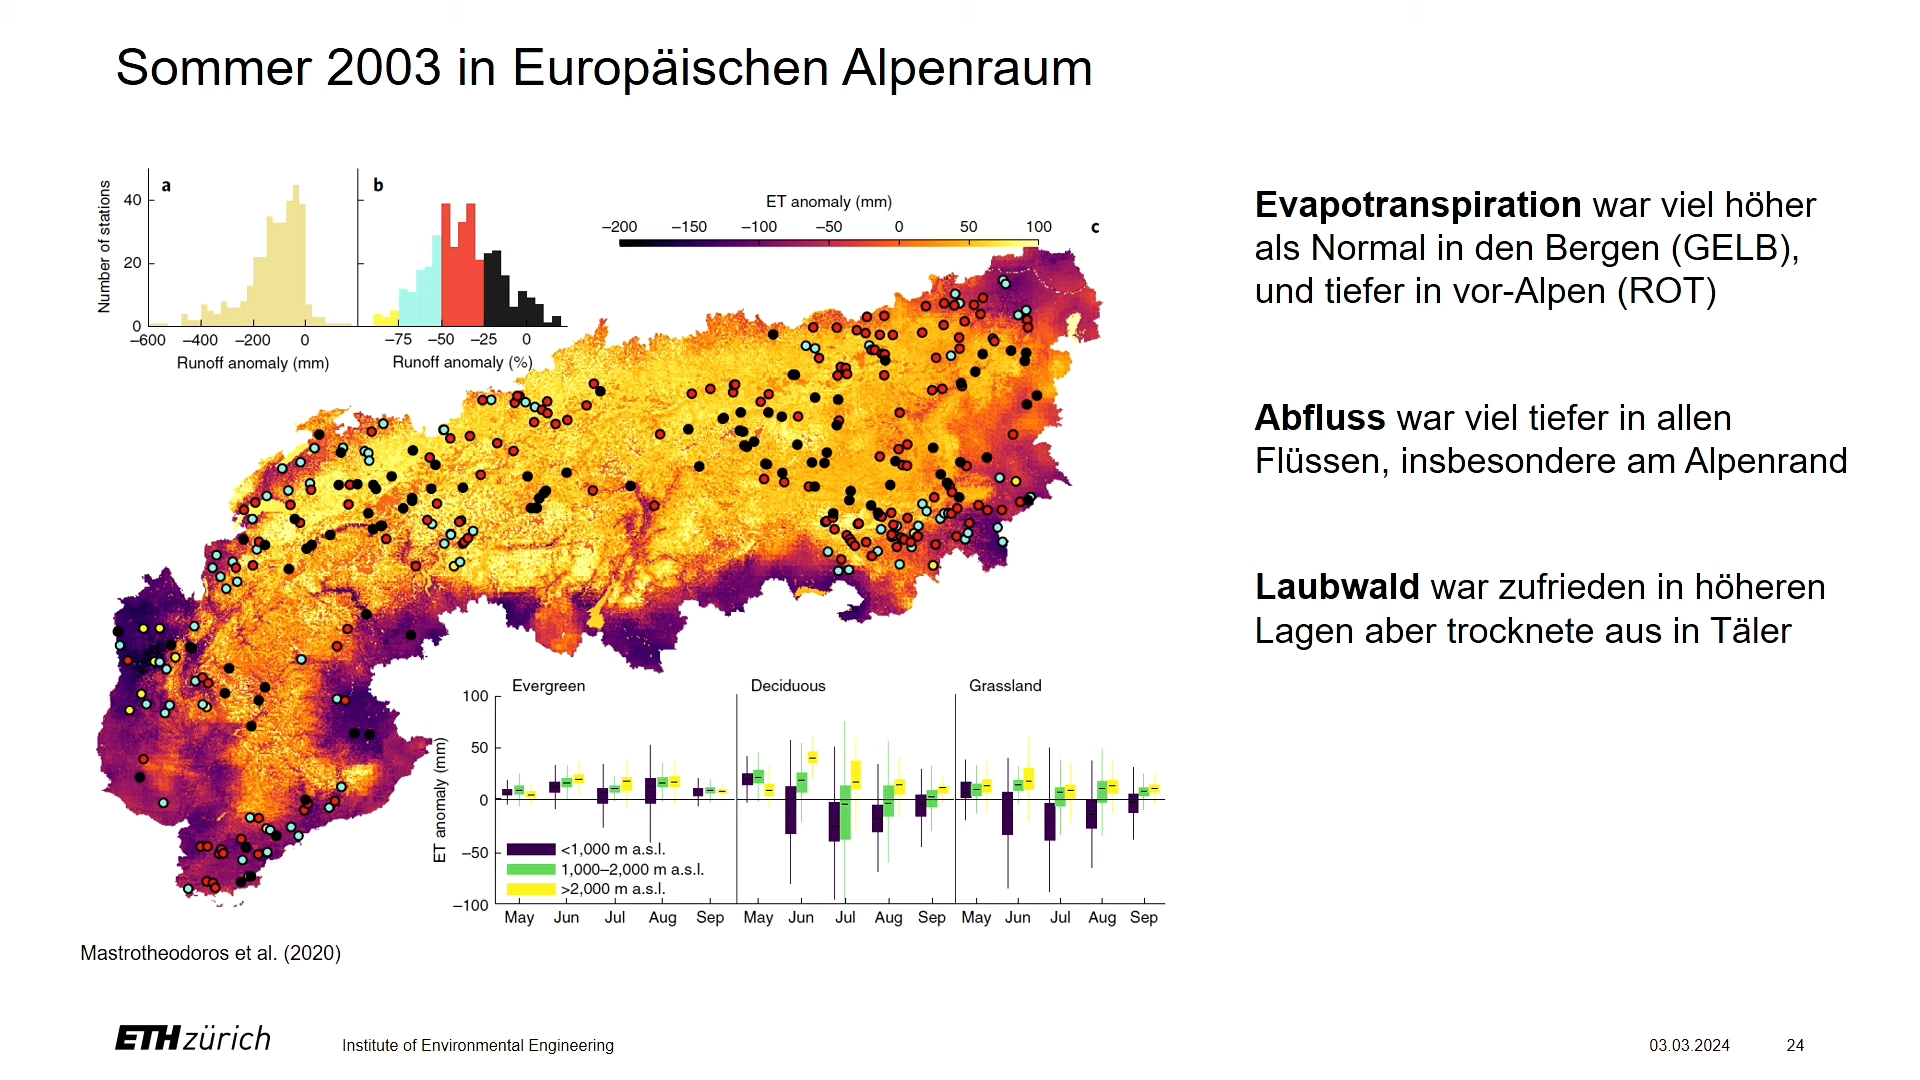 Sommer 2003 in Europäischen Alpenraum
a
b
c
Number of stations
40
20
0
−600 −400 −200 0
Runoff anomaly (mm)
−75 −50 −25 0
Runoff anomaly (%)
ET anomaly (mm)
−200 −150 −100 −50 0 50 100
Evapotranspiration war viel höher
als Normal in den Bergen (GELB),
und tiefer in vor-Alpen (ROT)
Abfluss war viel tiefer in allen
Flüssen, insbesondere am Alpenrand
Laubwald war zufrieden in höheren
Lagen aber trocknete aus in Täler
Evergreen
Deciduous
Grassland
ET anomaly (mm)
100
50
0
−50
−100
<1,000 m a.s.l.
1,000–2,000 m a.s.l.
>2,000 m a.s.l.
May Jun Jul Aug Sep May Jun Jul Aug Sep May Jun Jul Aug Sep
Mastrotheodoros et al. (2020)
ETH zürich
Institute of Environmental Engineering
03.03.2024
24